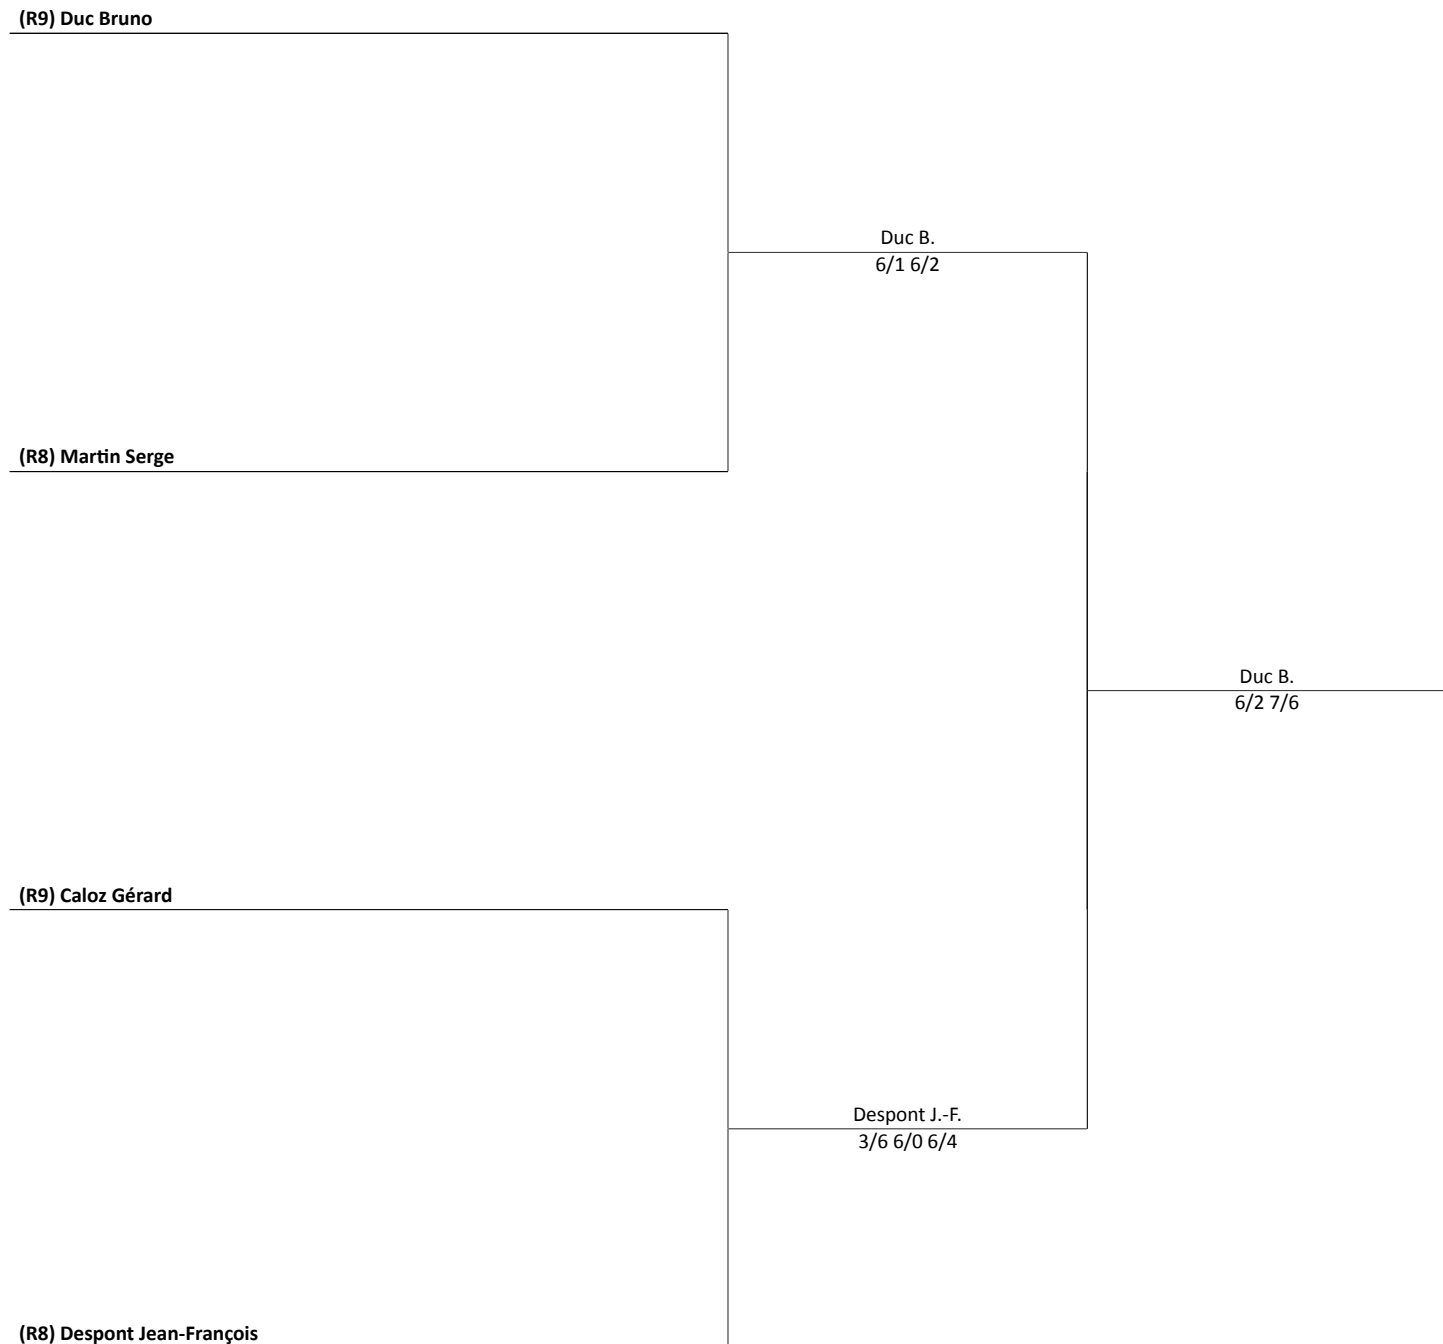 (R9) Duc Bruno
Duc B.
6/1 6/2
(R8) Martin Serge
Duc B.
6/2 7/6
(R9) Caloz Gérard
Despont J.-F.
3/6 6/0 6/4
(R8) Despont Jean-François